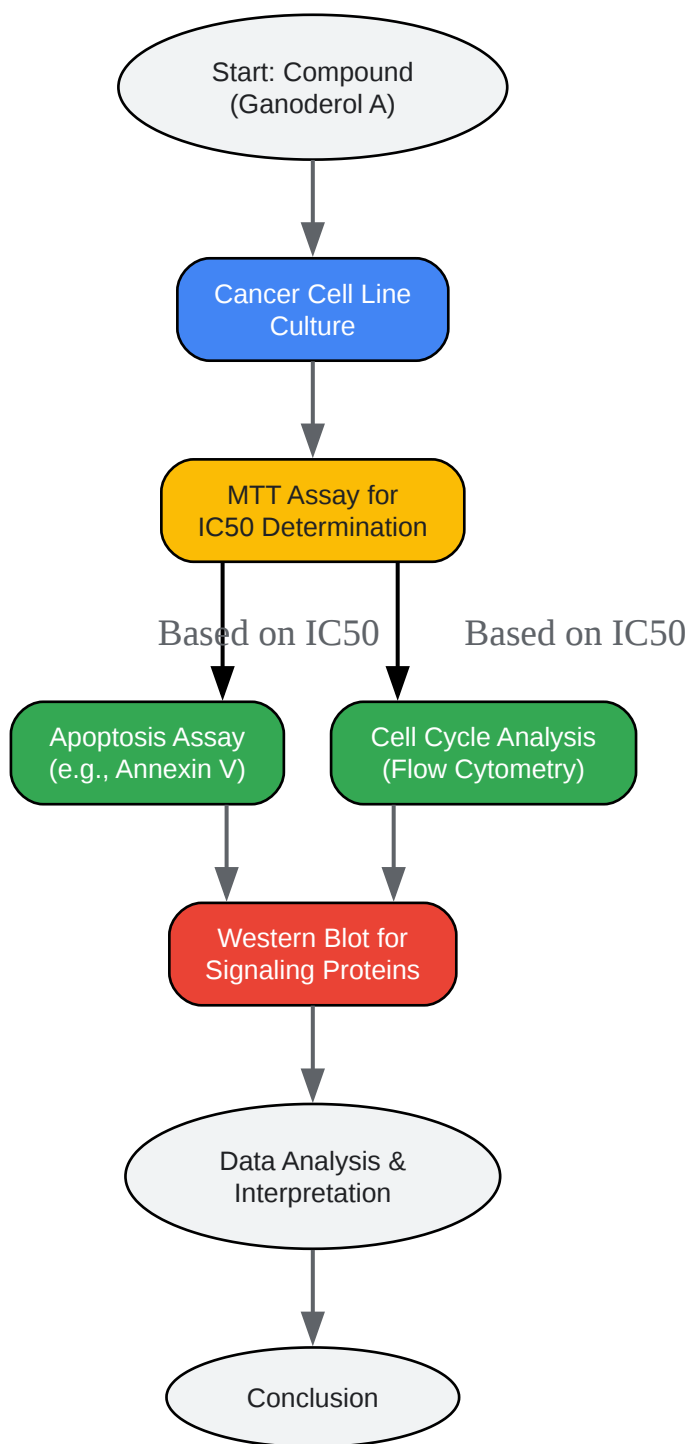 Start: Compound
(Ganoderol A)
Cancer Cell Line
Culture
MTT Assay for
IC50 Determination
Based on IC50
Based on IC50
Apoptosis Assay
(e.g., Annexin V)
Cell Cycle Analysis
(Flow Cytometry)
Western Blot for
Signaling Proteins
Data Analysis &
Interpretation
Conclusion